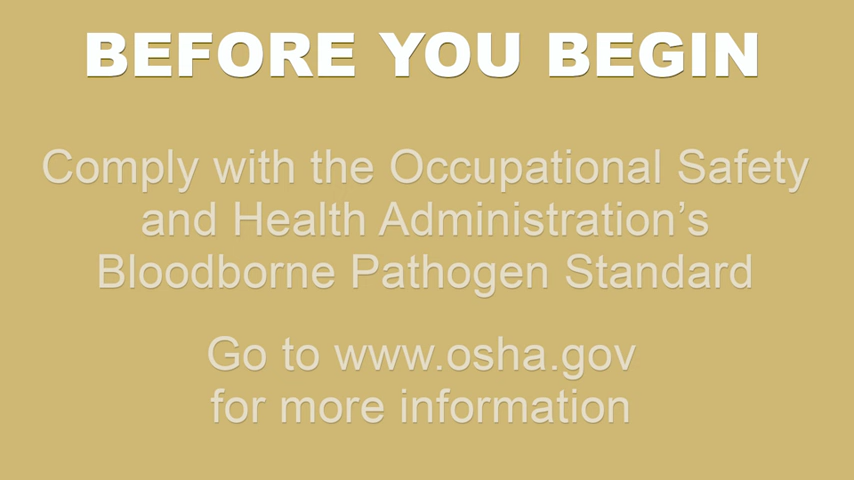 BEFORE YOU BEGIN
Comply with the Occupational Safety
and Health Administration’s
Bloodborne Pathogen Standard
Go to www.osha.gov
for more information